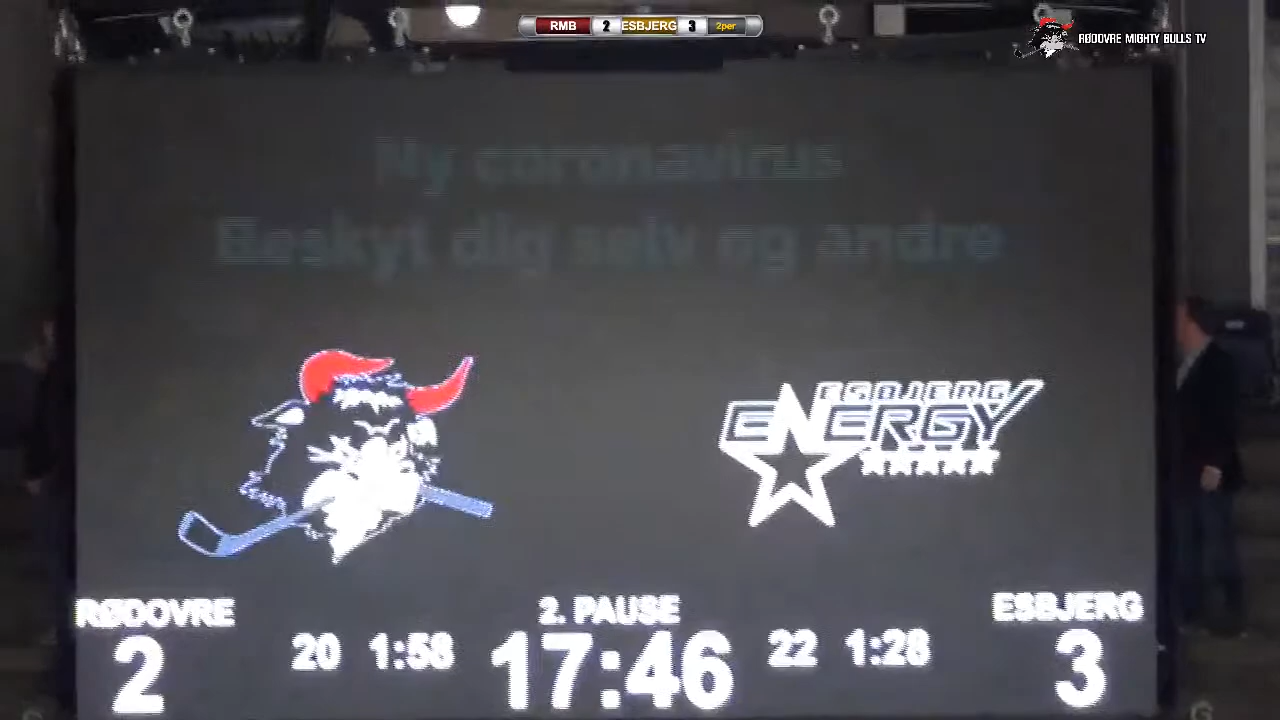 RMB 2 ESBJERG 3 2per
RØDOVRE MIGHTY BULLS TV
Ny coronavirus
Beskyt dig selv og andre
ESBJERG
ENERGY
RØDOVRE 2. PAUSE ESBJERG
2 20 1:58 17:46 22 1:28 3